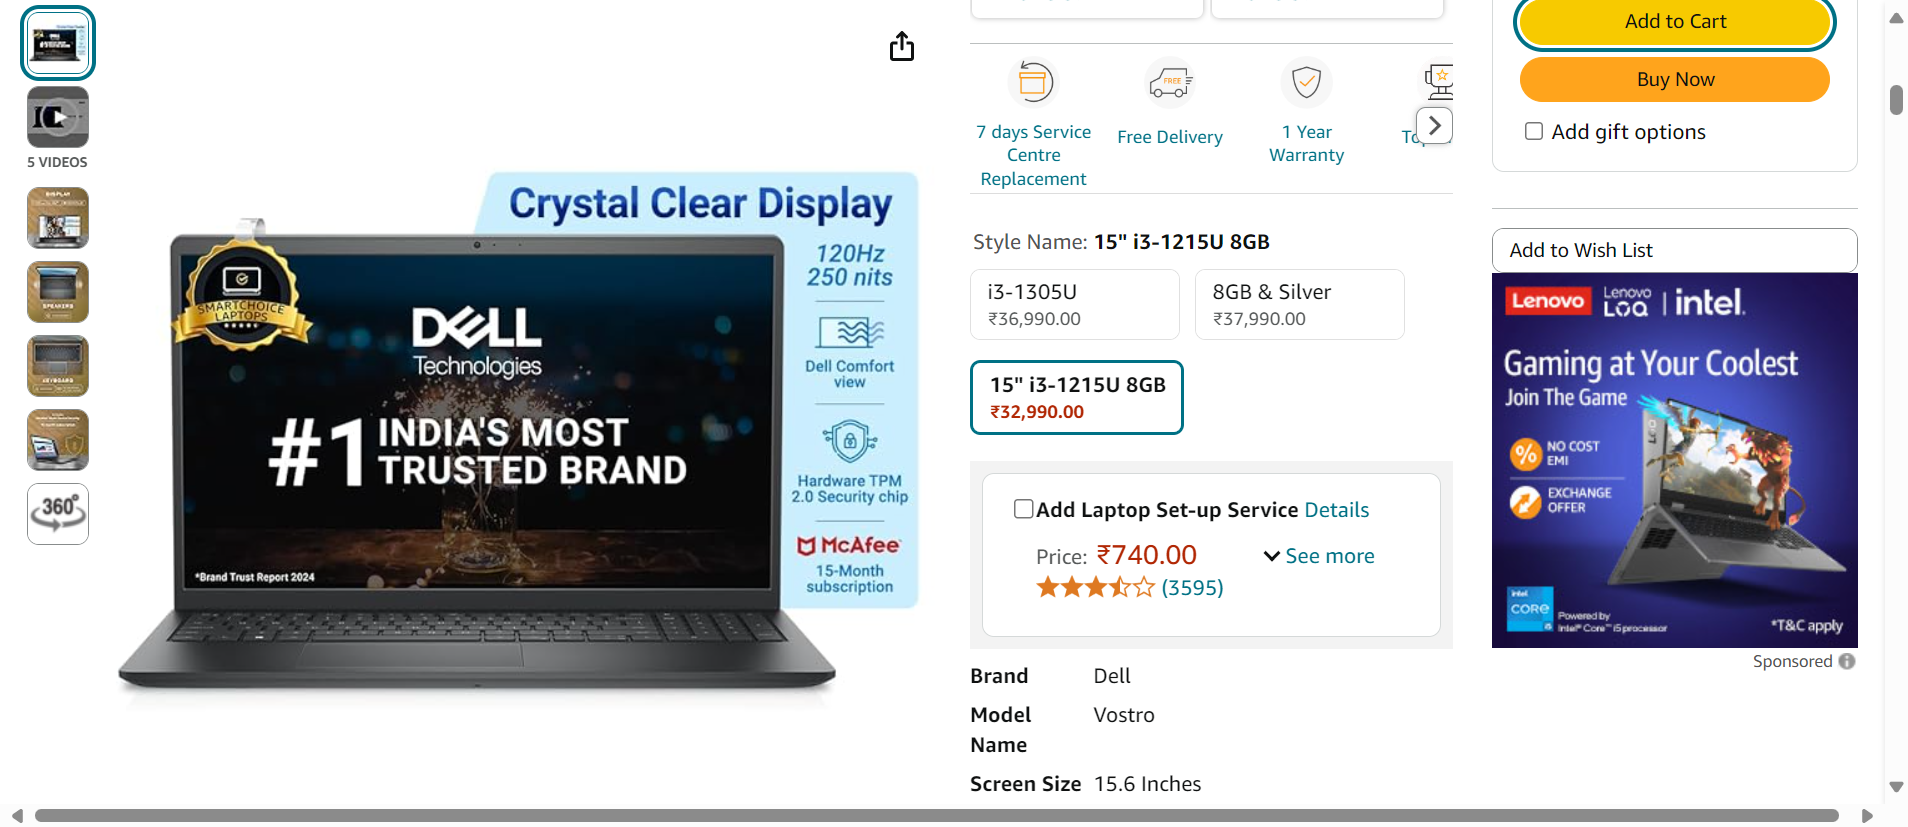 5 VIDEOS
DISPLAY
SPEAKERS
KEYBOARD
360°
Crystal Clear Display
120Hz
250 nits
Dell Comfort
view
Hardware TPM
2.0 Security chip
McAfee
15-Month
subscription
SMARTCHOICE
LAPTOPS
DELL
Technologies
#1 INDIA'S MOST
TRUSTED BRAND
*Brand Trust Report 2024
7 days Service
Centre
Replacement
FREE
Free Delivery
1 Year
Warranty
Style Name: 15" i3-1215U 8GB
i3-1305U
₹36,990.00
8GB & Silver
₹37,990.00
15" i3-1215U 8GB
₹32,990.00
Add Laptop Set-up Service Details
Price: ₹740.00
See more
(3595)
Brand Dell
Model Vostro
Name
Screen Size 15.6 Inches
Add to Cart
Buy Now
Add gift options
Add to Wish List
Lenovo
Lenovo
LOQ
intel.
Gaming at Your Coolest
Join The Game
% NO COST
EMI
EXCHANGE
OFFER
intel
CORE
i5
Powered by
Intel® Core™ i5 processor
*T&C apply
Sponsored